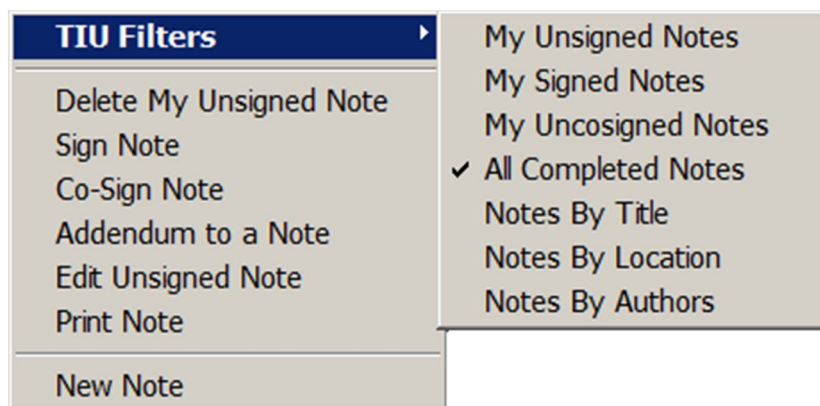 TIU Filters
Delete My Unsigned Note
Sign Note
Co-Sign Note
Addendum to a Note
Edit Unsigned Note
Print Note
New Note
My Unsigned Notes
My Signed Notes
My Uncosigned Notes
All Completed Notes
Notes By Title
Notes By Location
Notes By Authors